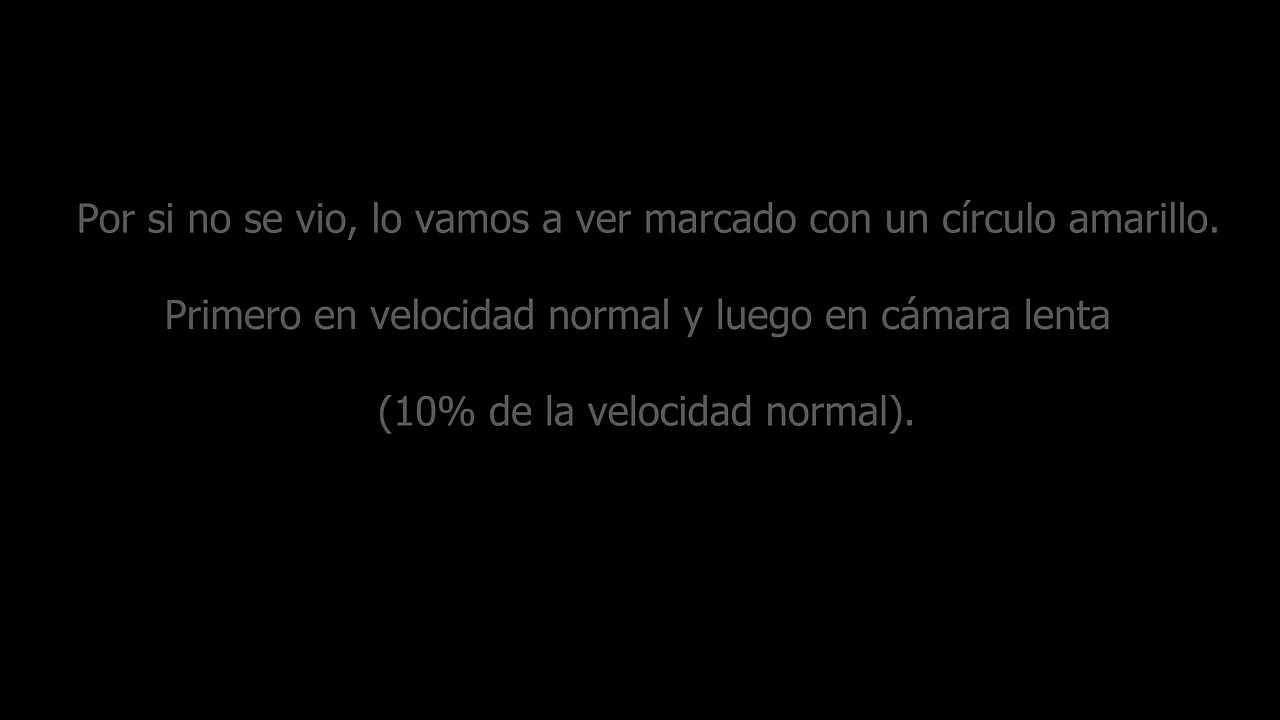 Por si no se vio, lo vamos a ver marcado con un círculo amarillo.
Primero en velocidad normal y luego en cámara lenta
(10% de la velocidad normal).